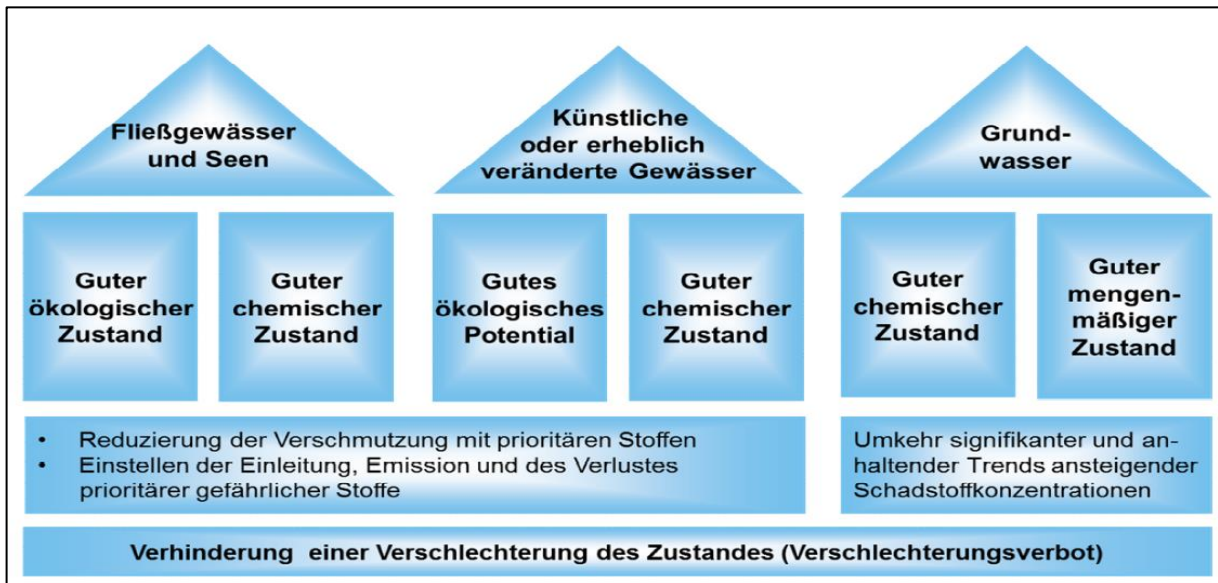 Fließgewässer
und Seen
Künstliche
oder erheblich
veränderte Gewässer
Grund-
wasser
Guter
ökologischer
Zustand
Guter
chemischer
Zustand
Gutes
ökologisches
Potential
Guter
chemischer
Zustand
Guter
chemischer
Zustand
Guter
mengen-
mäßiger
Zustand
• Reduzierung der Verschmutzung mit prioritären Stoffen
• Einstellen der Einleitung, Emission und des Verlustes
prioritärer gefährlicher Stoffe
Umkehr signifikanter und an-
haltender Trends ansteigender
Schadstoffkonzentrationen
Verhinderung einer Verschlechterung des Zustandes (Verschlechterungsverbot)